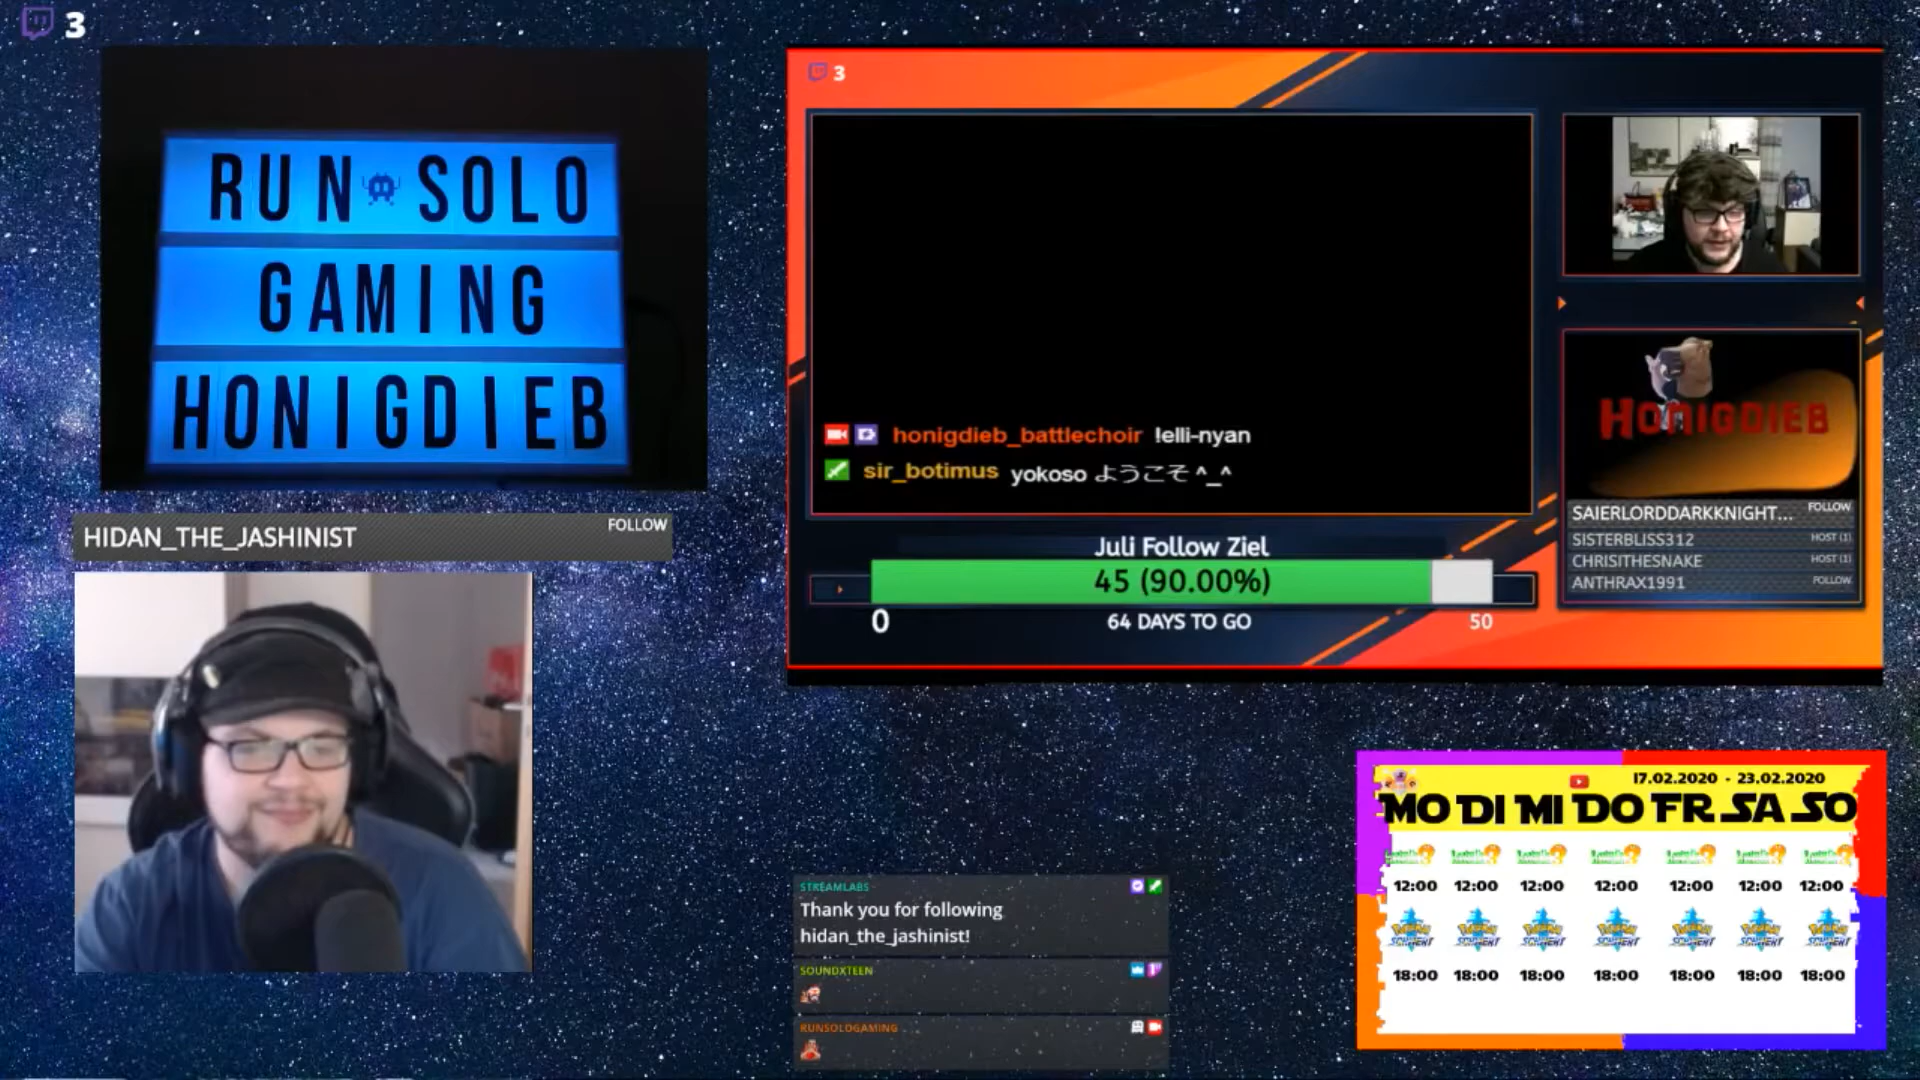 3
RUN SOLO
GAMING
HONIGDIEB
HIDAN_THE_JASHINIST
FOLLOW
3
honigdieb_battlechoir !elli-nyan
sir_botimus yokoso ようこそ ^_^
Juli Follow Ziel
45 (90.00%)
0
64 DAYS TO GO
50
HONIGDIEB
SAIERLORDDARKKNIGHT... FOLLOW
SISTERBLISS312 HOST (1)
CHRISITHESNAKE HOST (1)
ANTHRAX1991 FOLLOW
STREAMLABS
Thank you for following
hidan_the_jashinist!
SOUNDXTEEN
RUNSOLOGAMING
17.02.2020 - 23.02.2020
MO DI MI DO FR SA SO
12:00 12:00 12:00 12:00 12:00 12:00 12:00
18:00 18:00 18:00 18:00 18:00 18:00 18:00